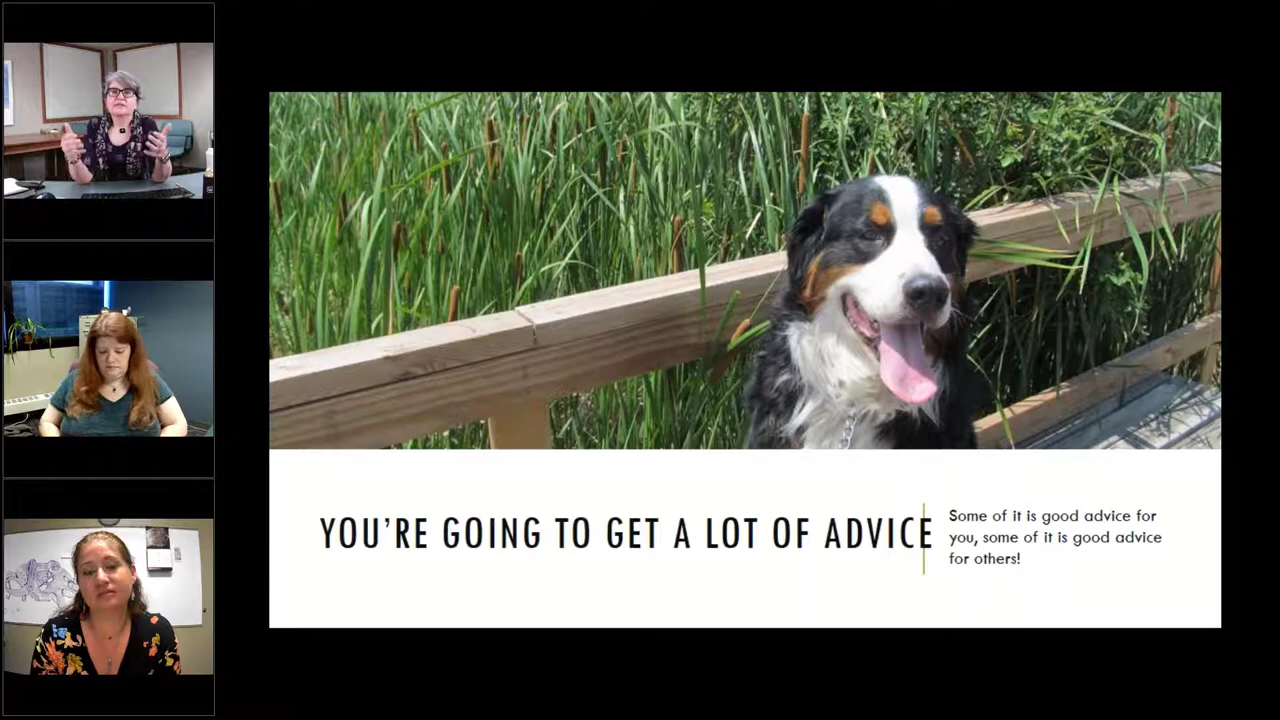 YOU'RE GOING TO GET A LOT OF ADVICE
Some of it is good advice for
you, some of it is good advice
for others!